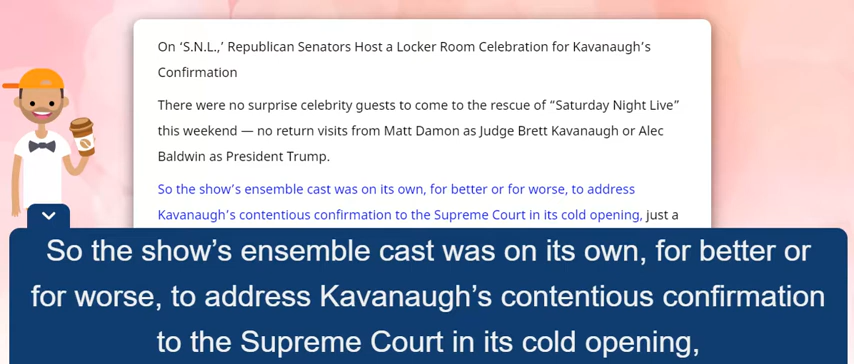 On ‘S.N.L.,’ Republican Senators Host a Locker Room Celebration for Kavanaugh’s
Confirmation
There were no surprise celebrity guests to come to the rescue of “Saturday Night Live”
this weekend — no return visits from Matt Damon as Judge Brett Kavanaugh or Alec
Baldwin as President Trump.
So the show’s ensemble cast was on its own, for better or for worse, to address
Kavanaugh’s contentious confirmation to the Supreme Court in its cold opening, just a
So the show’s ensemble cast was on its own, for better or
for worse, to address Kavanaugh’s contentious confirmation
to the Supreme Court in its cold opening,